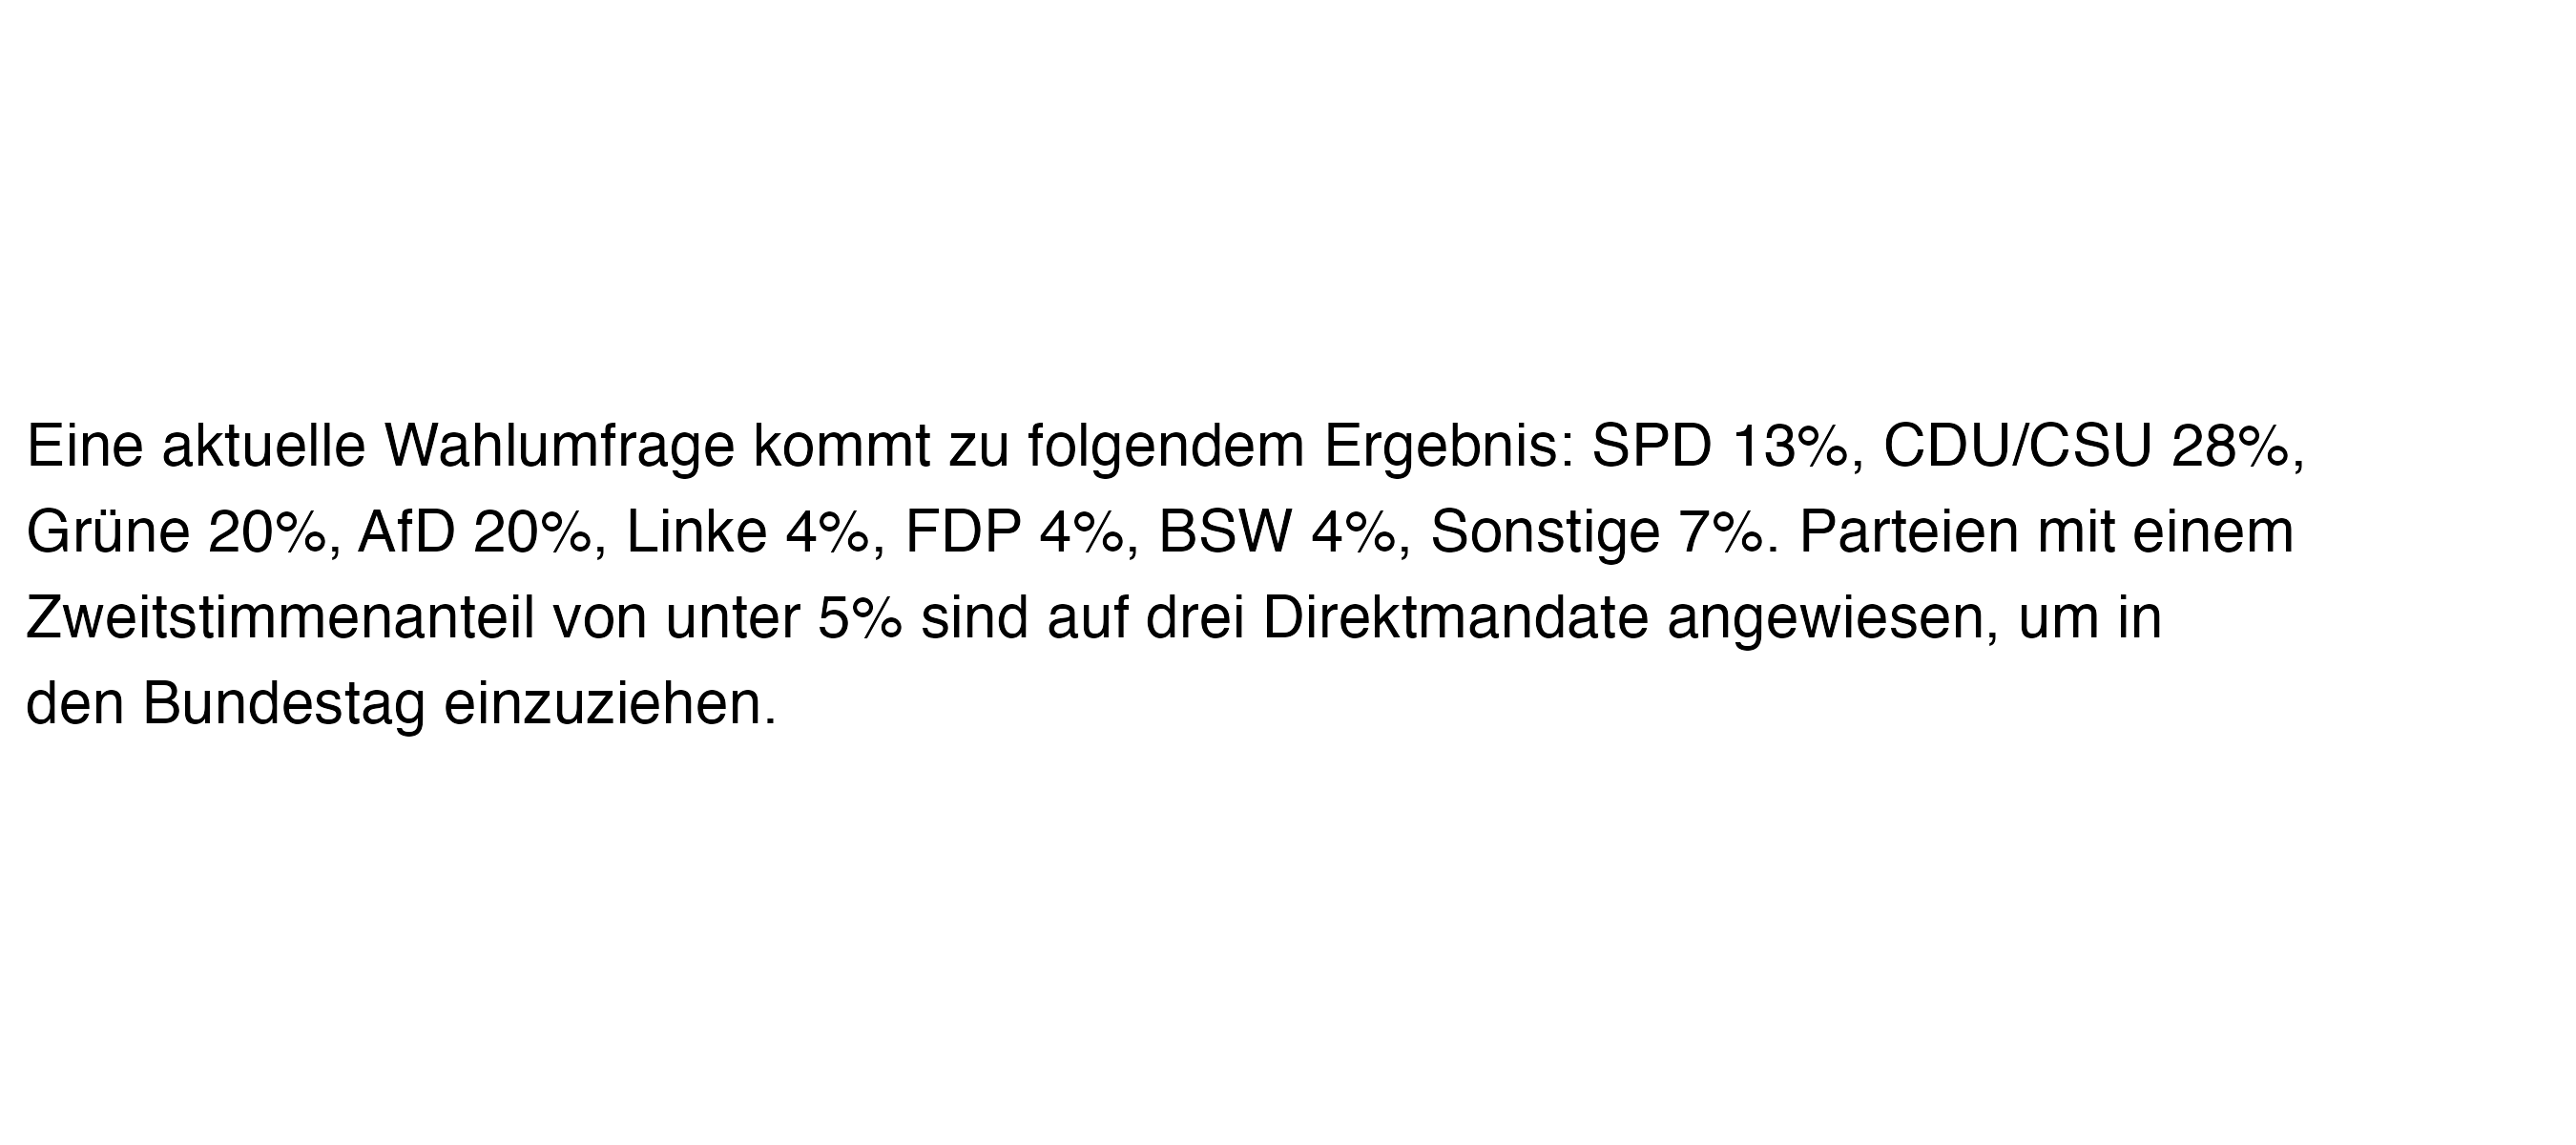 Eine aktuelle Wahlumfrage kommt zu folgendem Ergebnis: SPD 13%, CDU/CSU 28%,
Grüne 20%, AfD 20%, Linke 4%, FDP 4%, BSW 4%, Sonstige 7%. Parteien mit einem
Zweitstimmenanteil von unter 5% sind auf drei Direktmandate angewiesen, um in
den Bundestag einzuziehen.